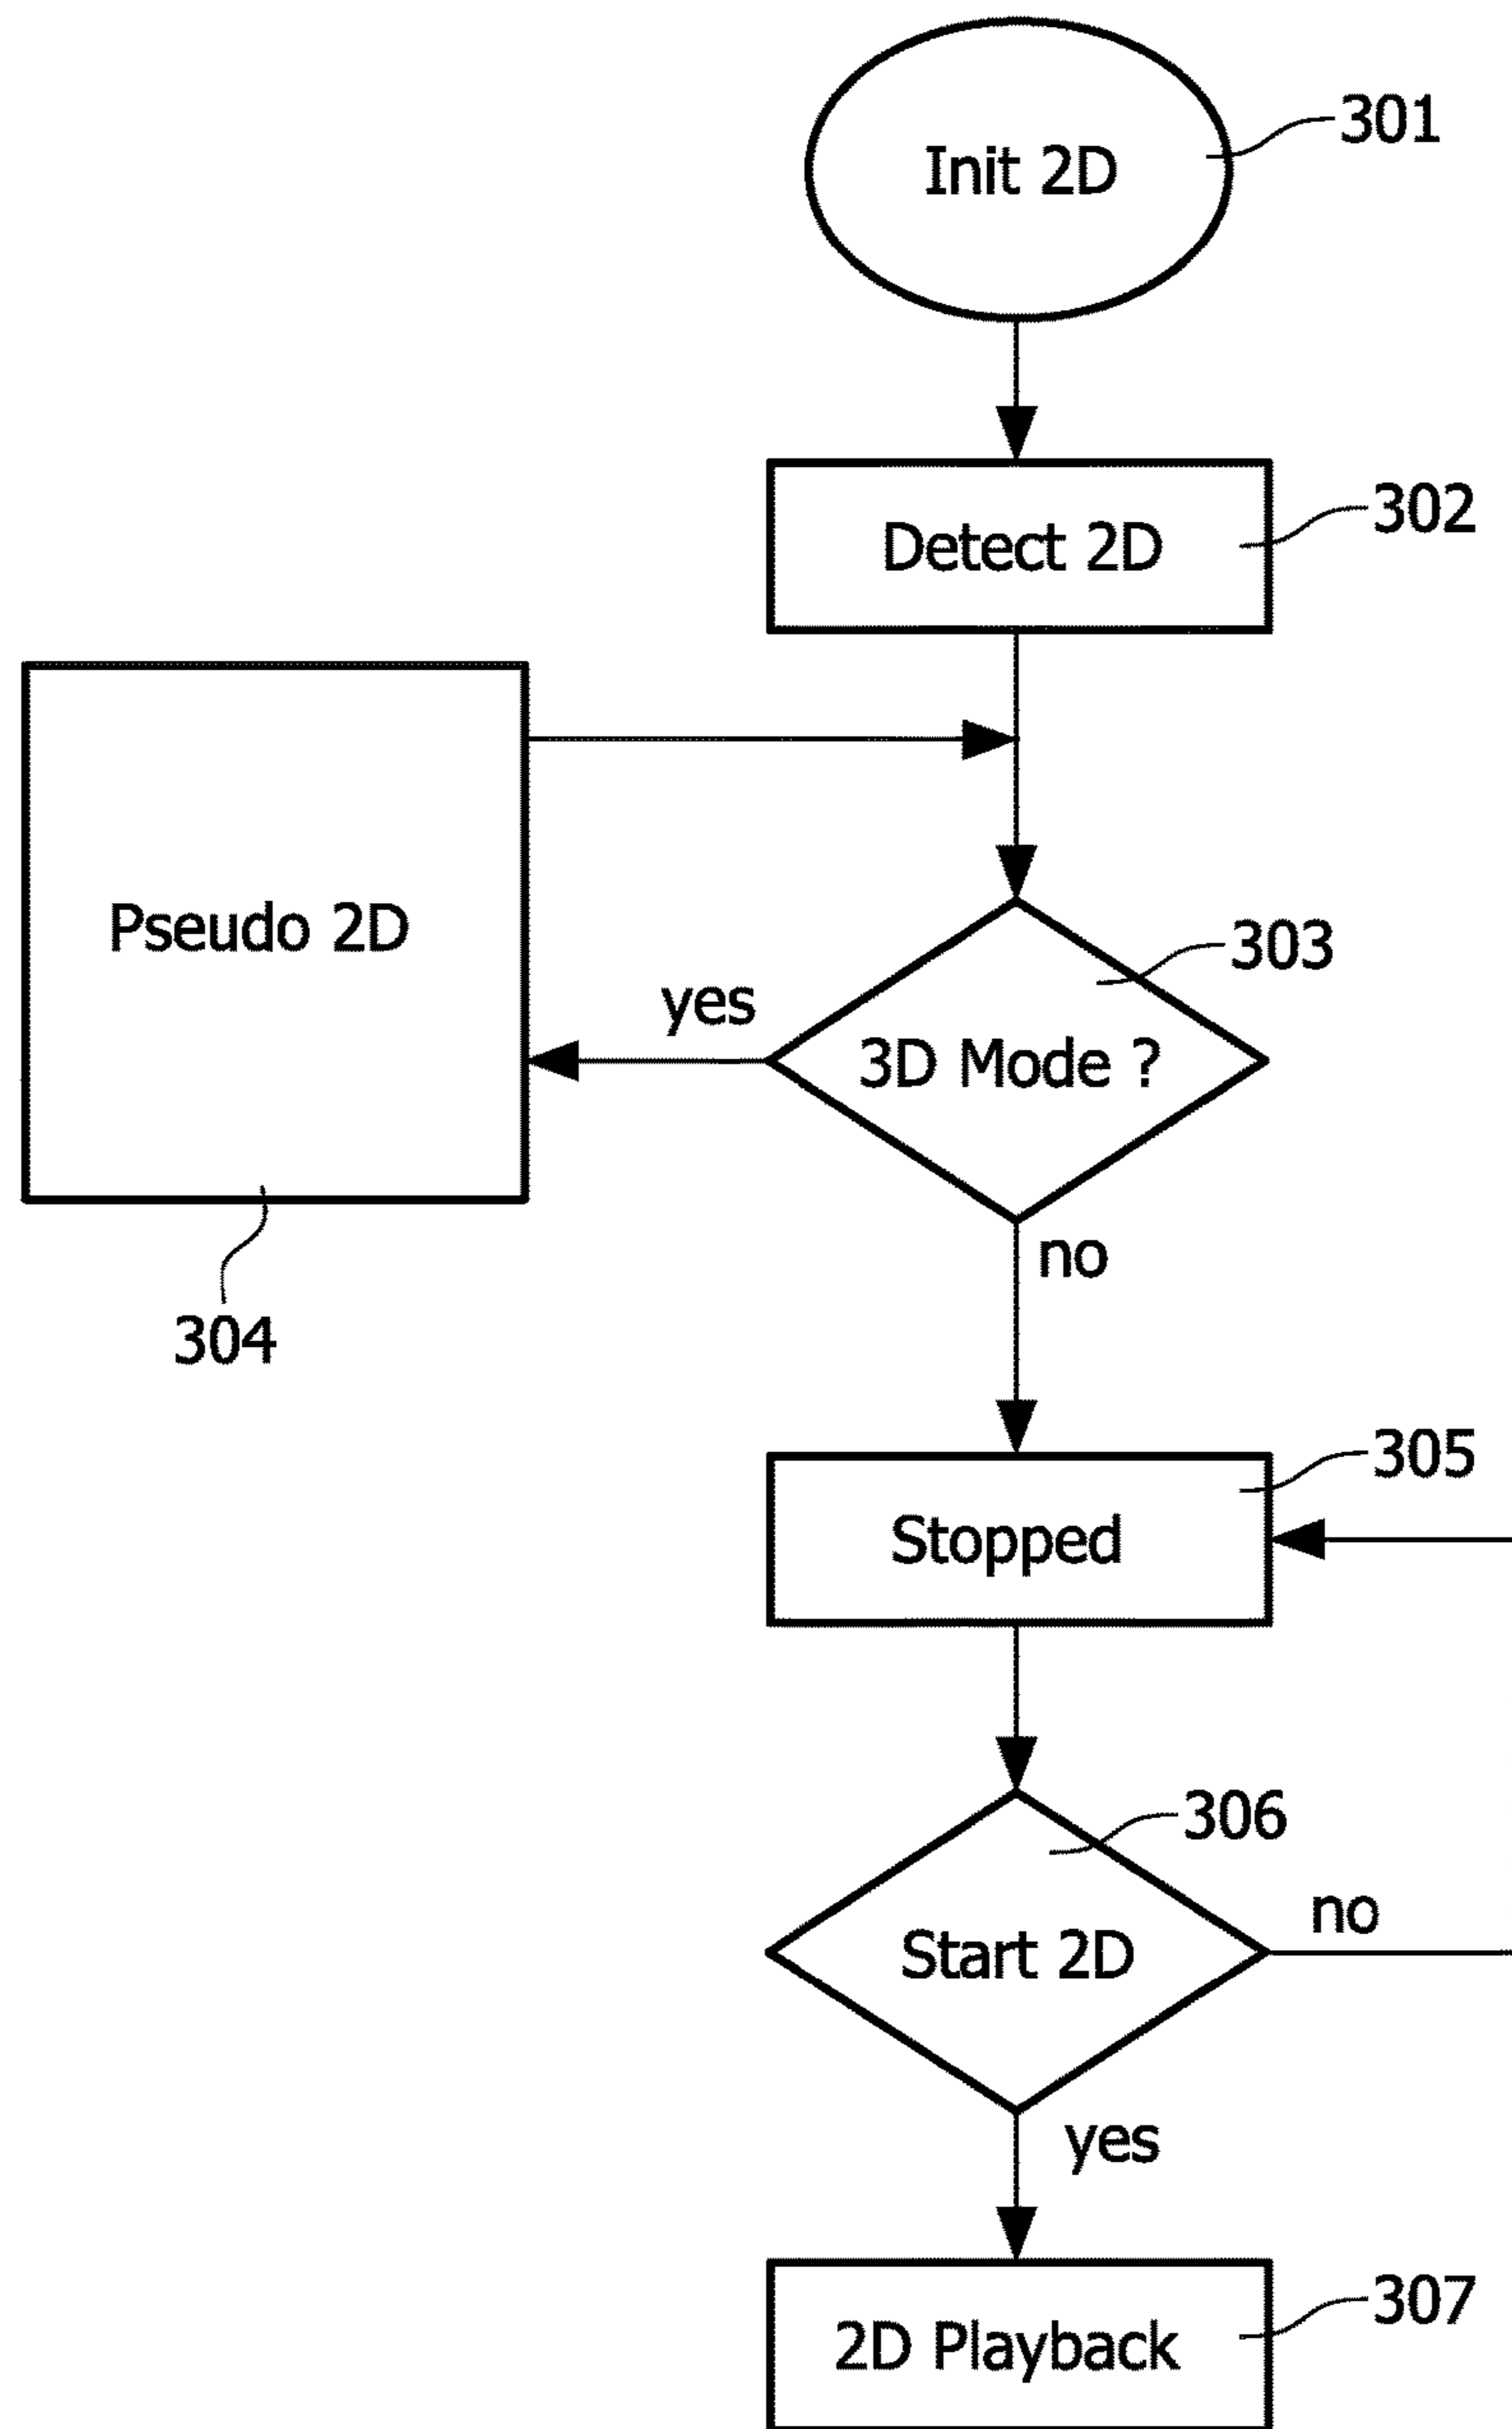 Init 2D
301
Detect 2D
302
Pseudo 2D
303
yes
3D Mode ?
no
304
305
Stopped
306
no
Start 2D
yes
307
2D Playback